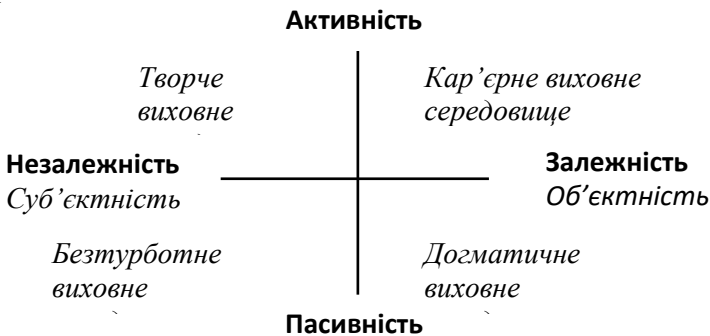 Активність
Творче
виховне
Кар’єрне виховне
середовище
Незалежність
Суб’єктність
Залежність
Об’єктність
Безтурботне
виховне
Догматичне
виховне
Пасивність